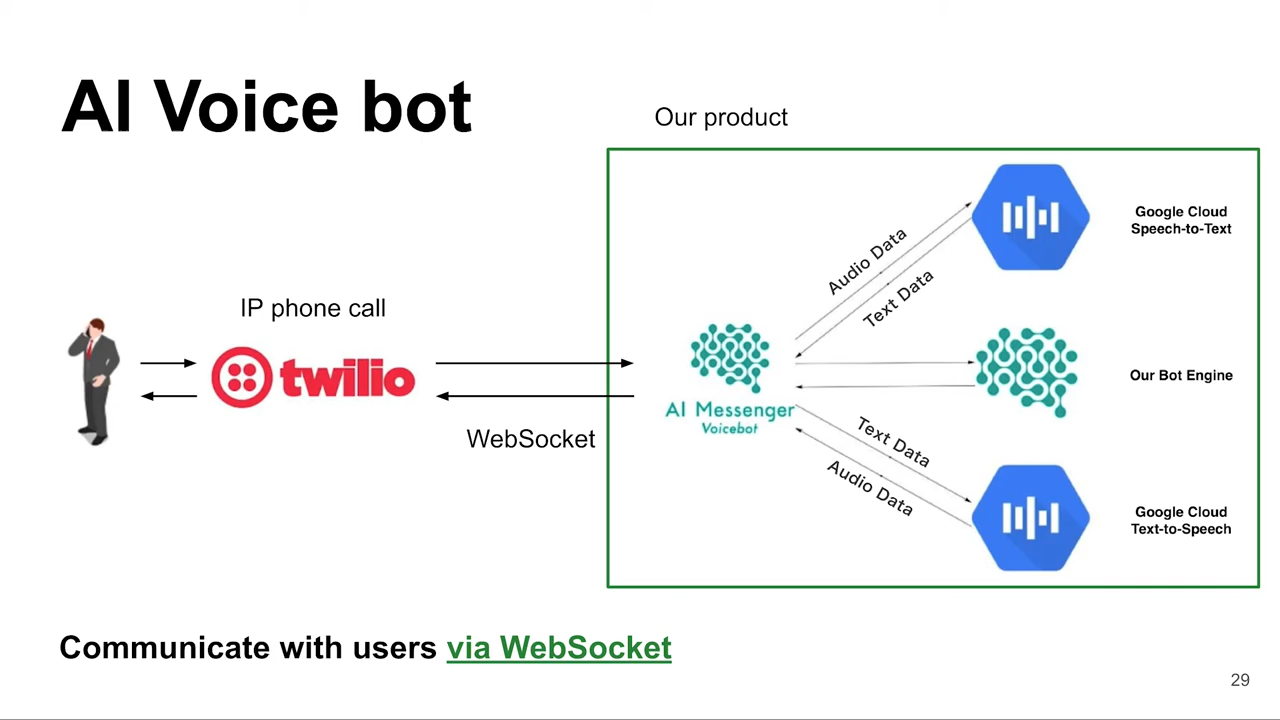 AI Voice bot
Our product
Google Cloud
Speech-to-Text
Audio Data
Text Data
IP phone call
twilio
WebSocket
AI Messenger
Voicebot
Our Bot Engine
Text Data
Audio Data
Google Cloud
Text-to-Speech
Communicate with users via WebSocket
29